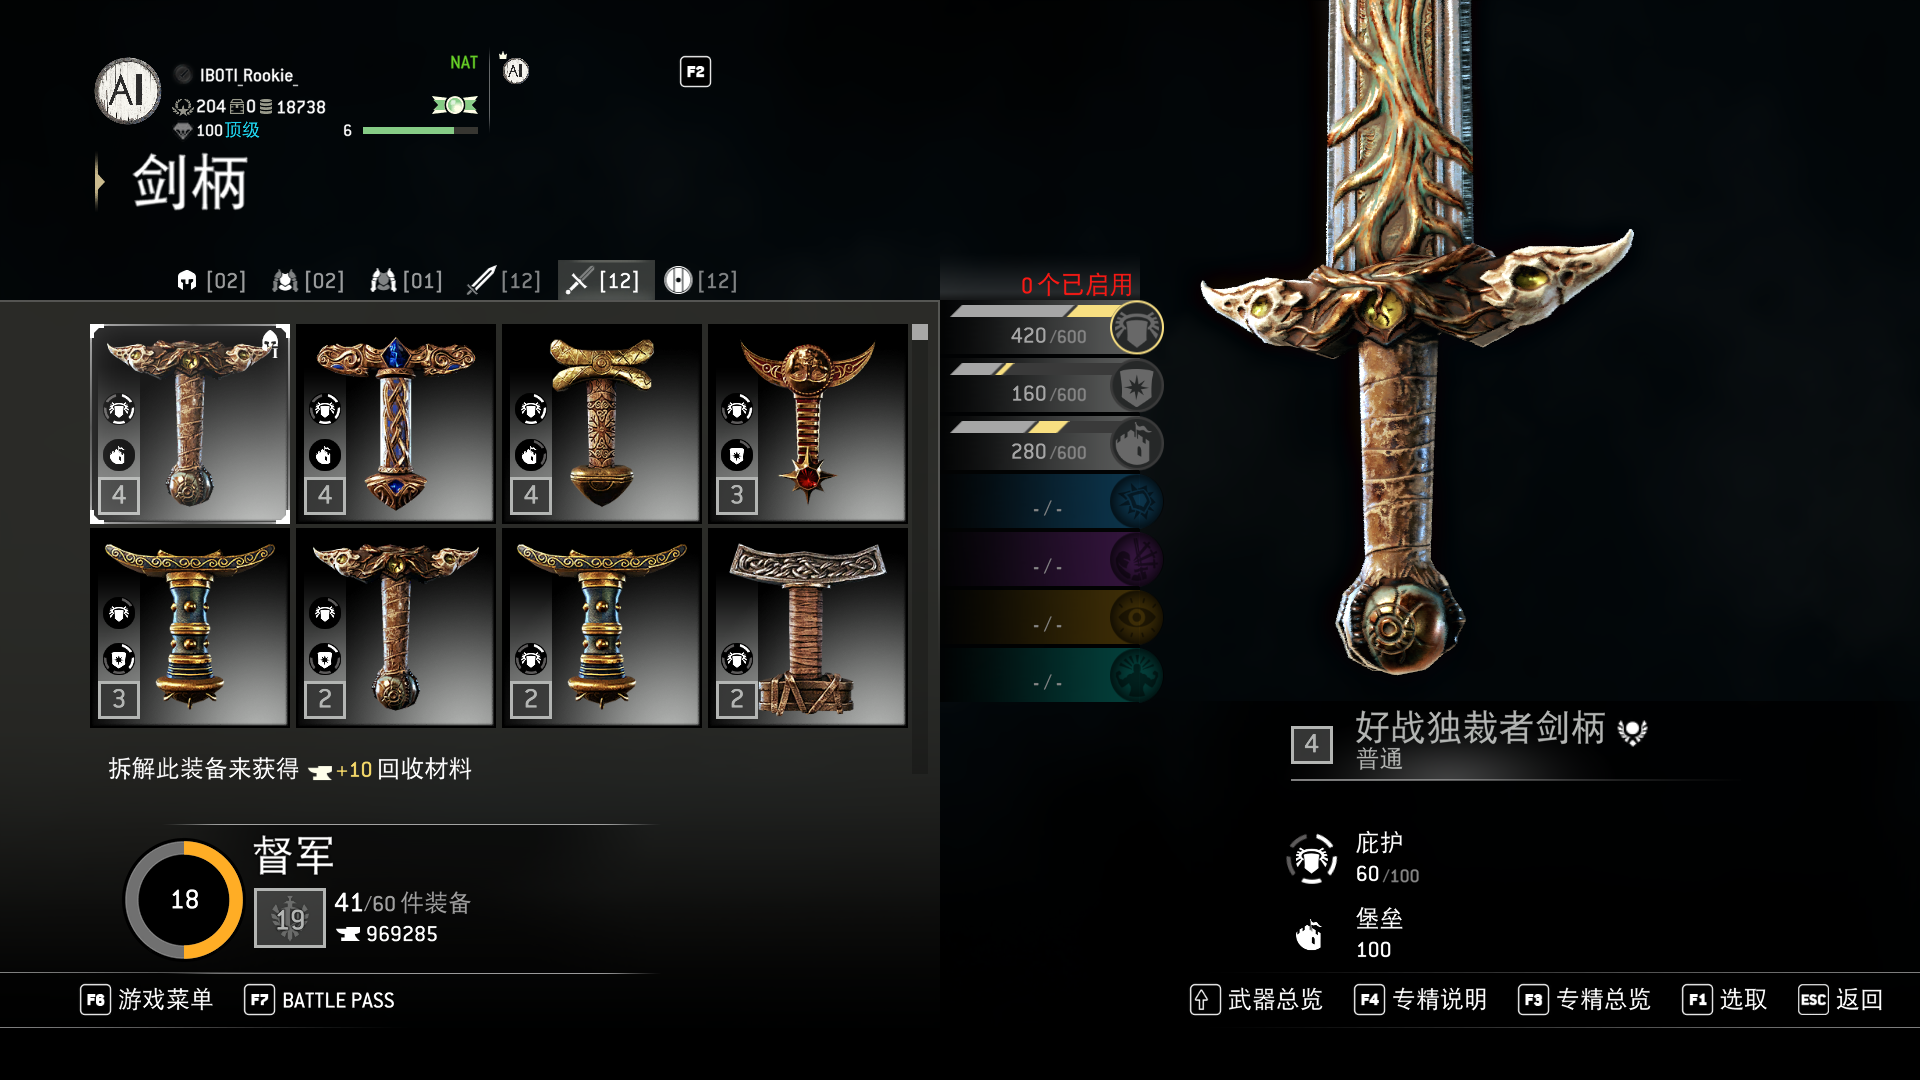 AI
IBOTI_Rookie_
NAT
AI
F2
204 0 18738
100顶级
6
剑柄
[02] [02] [01] [12] [12] [12]
0 个已启用
420/600
160/600
280/600
-/-
-/-
-/-
-/-
4 4 4 3
3 2 2 2
拆解此装备来获得 +10 回收材料
18
督军
19
41/60 件装备
969285
4
好战独裁者剑柄
普通
庇护
60/100
堡垒
100
F6 游戏菜单 F7 BATTLE PASS
武器总览 F4 专精说明 F3 专精总览 F1 选取 ESC 返回